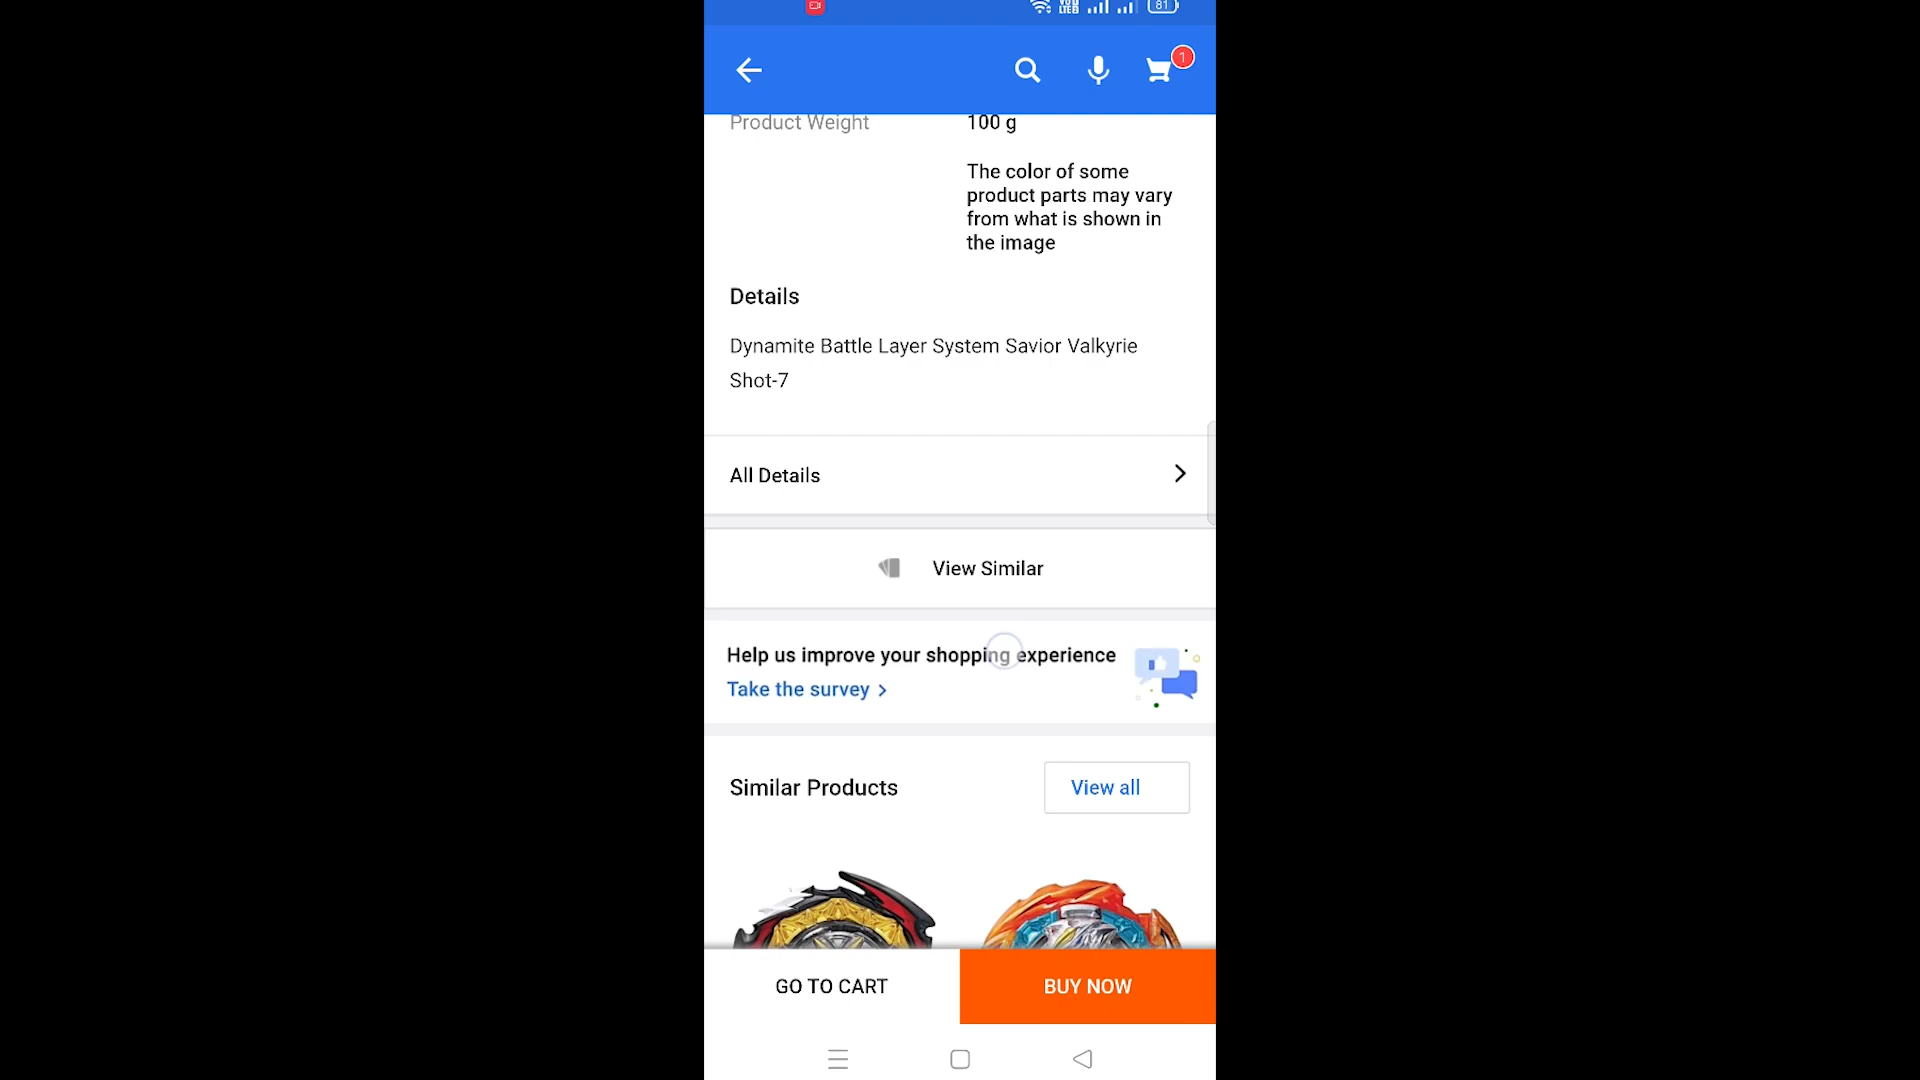 81
1
Product Weight 100 g
The color of some
product parts may vary
from what is shown in
the image
Details
Dynamite Battle Layer System Savior Valkyrie
Shot-7
All Details
View Similar
Help us improve your shopping experience
Take the survey
Similar Products View all
GO TO CART BUY NOW